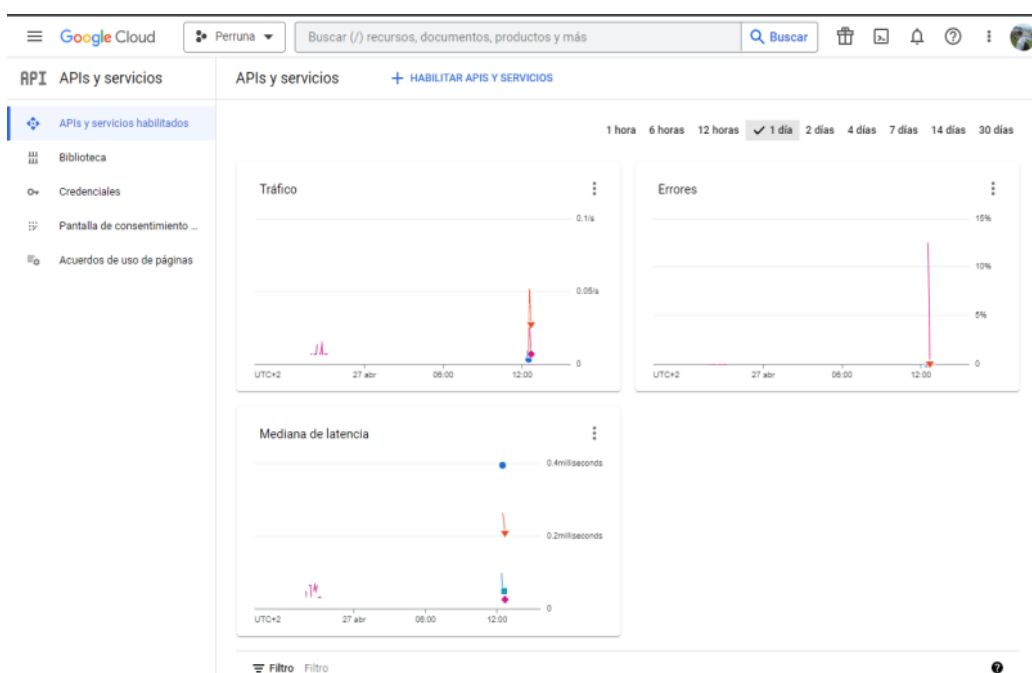 Google Cloud
Perruna
Buscar (/) recursos, documentos, productos y más
Buscar
API APIs y servicios
APIs y servicios
+ HABILITAR APIS Y SERVICIOS
APIs y servicios habilitados
Biblioteca
Credenciales
Pantalla de consentimiento ...
Acuerdos de uso de páginas
1 hora 6 horas 12 horas 1 día 2 días 4 días 7 días 14 días 30 días
Tráfico
0.1/s
0.05/s
0
UTC+2 27 abr 06:00 12:00
Errores
15%
10%
5%
0
UTC+2 27 abr 06:00 12:00
Mediana de latencia
0.4milliseconds
0.2milliseconds
0
UTC+2 27 abr 06:00 12:00
Filtro Filtro